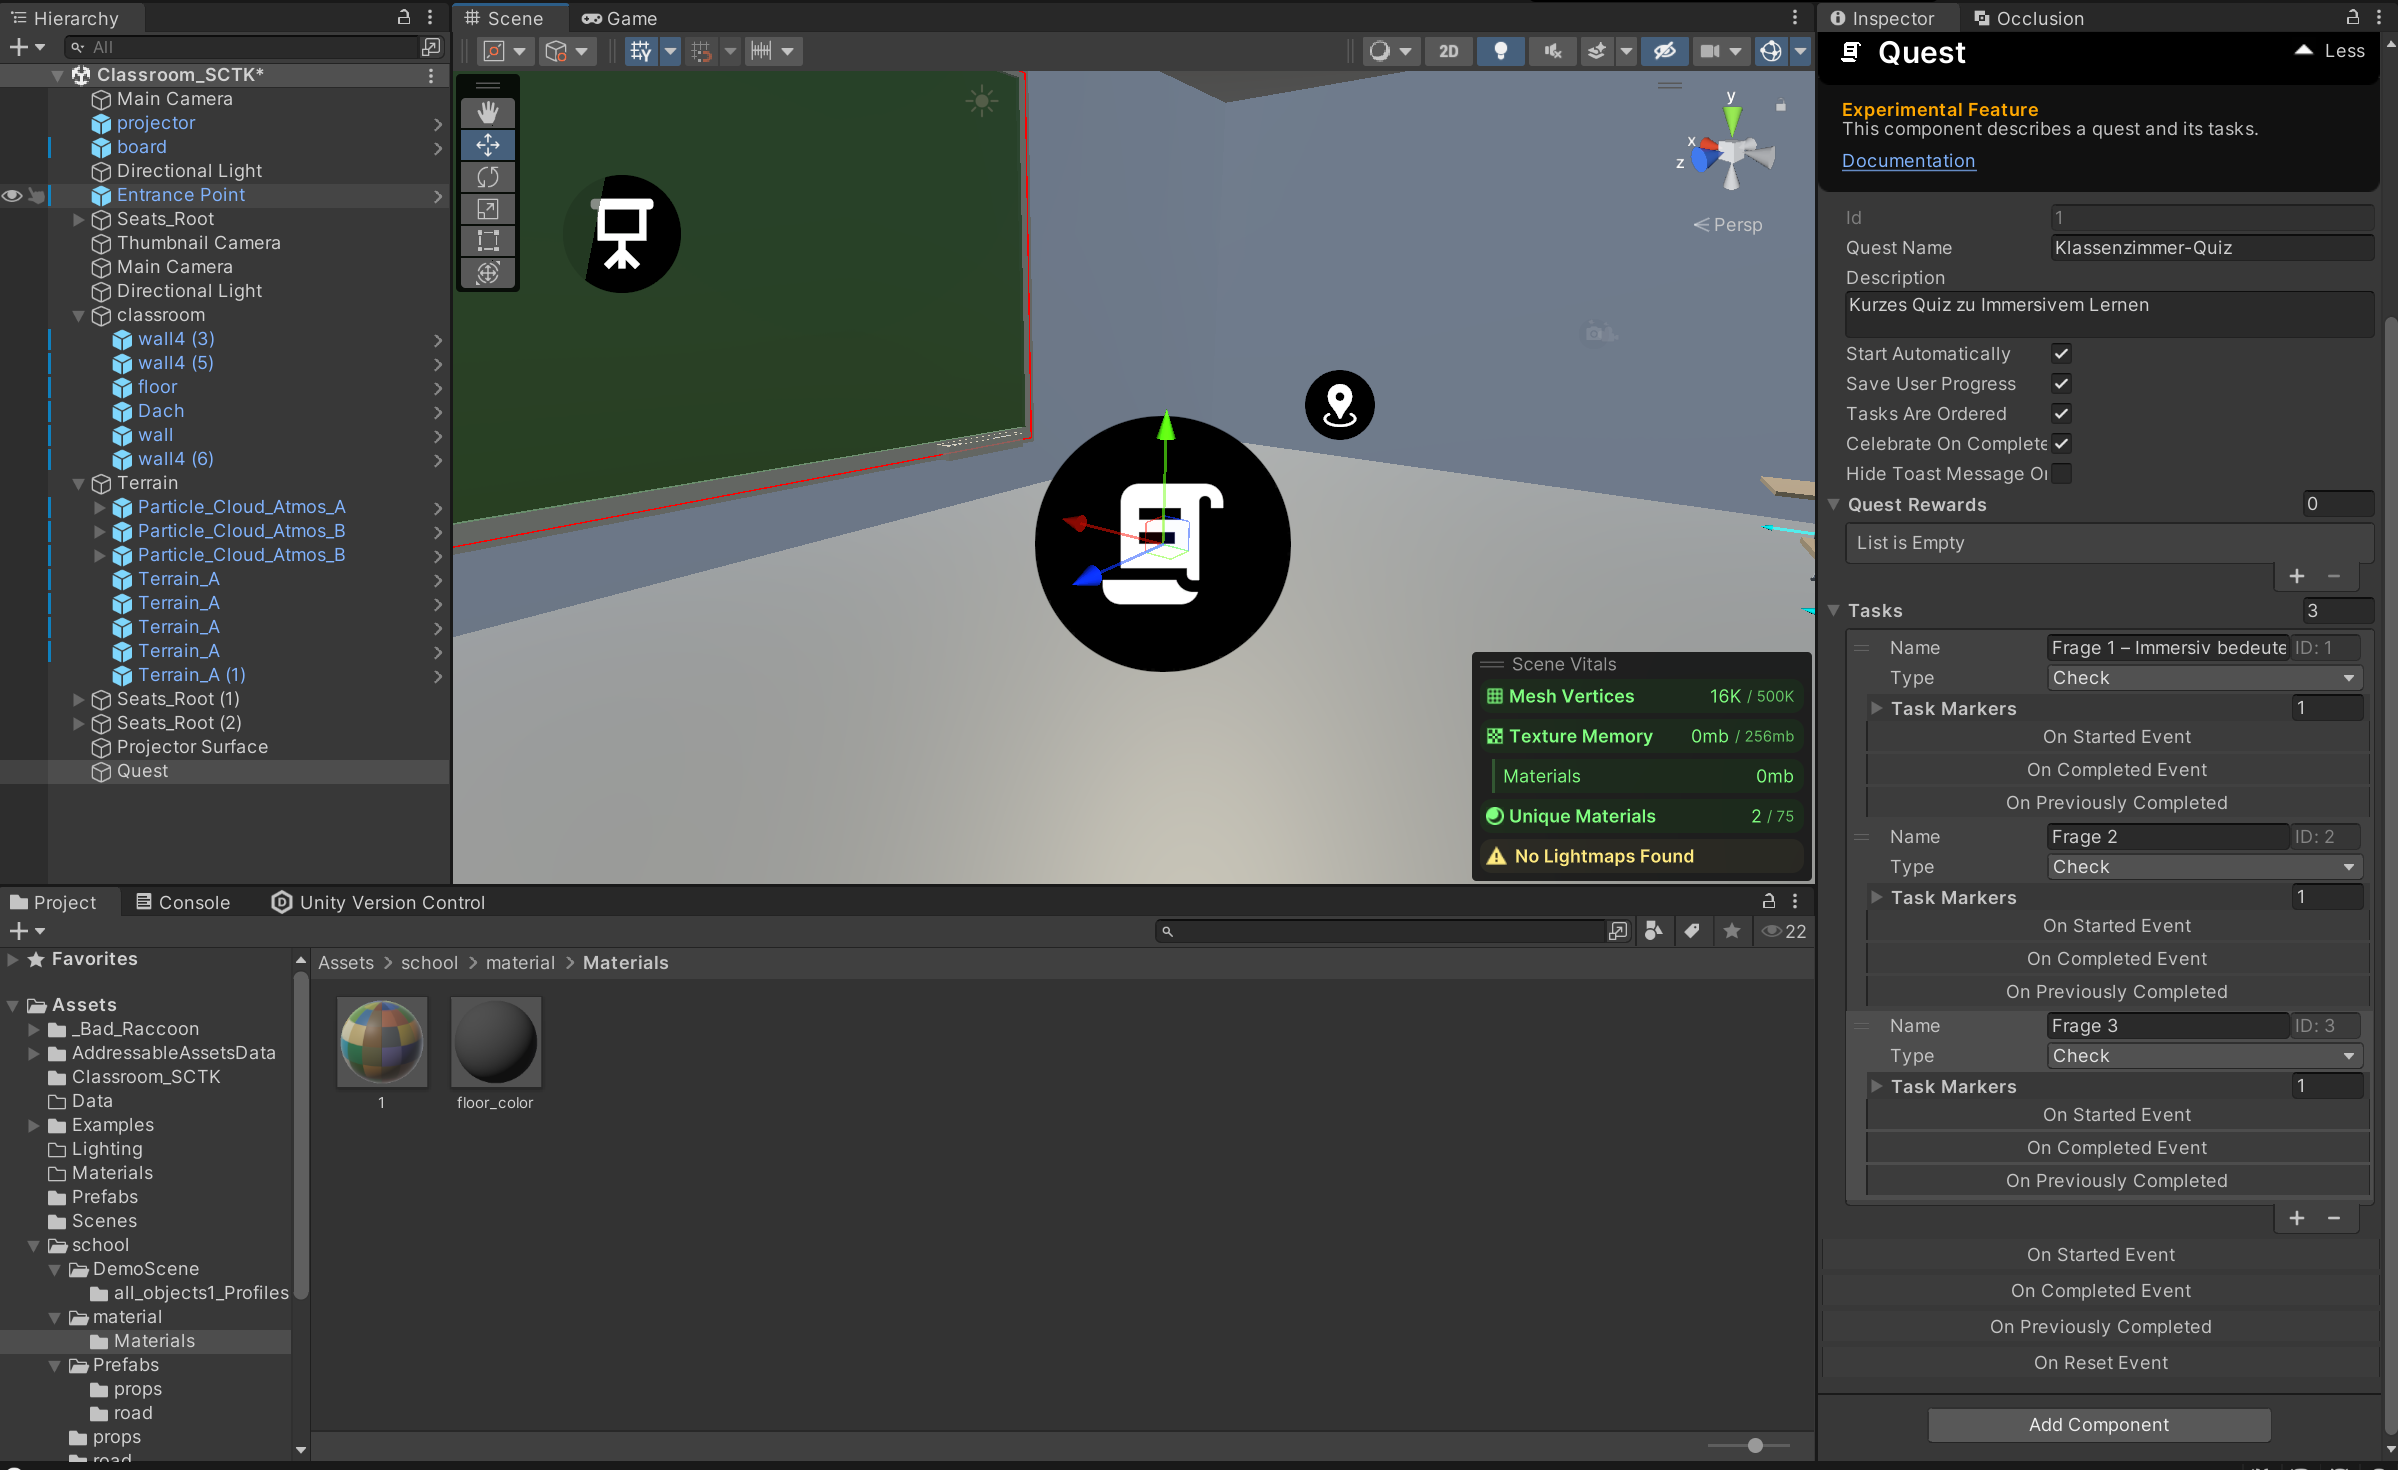 Hierarchy
All
Classroom_SCTK*
Main Camera
projector
board
Directional Light
Entrance Point
Seats_Root
Thumbnail Camera
Main Camera
Directional Light
classroom
wall4 (3)
wall4 (5)
floor
Dach
wall
wall4 (6)
Terrain
Particle_Cloud_Atmos_A
Particle_Cloud_Atmos_B
Particle_Cloud_Atmos_B
Terrain_A
Terrain_A
Terrain_A
Terrain_A
Terrain_A (1)
Seats_Root (1)
Seats_Root (2)
Projector Surface
Quest
Scene
Game
2D
y
x
z
Persp
Scene Vitals
Mesh Vertices 16K / 500K
Texture Memory 0mb / 256mb
Materials 0mb
Unique Materials 2 / 75
No Lightmaps Found
Inspector
Occlusion
Quest
Less
Experimental Feature
This component describes a quest and its tasks.
Documentation
Id 1
Quest Name Klassenzimmer-Quiz
Description
Kurzes Quiz zu Immersivem Lernen
Start Automatically
Save User Progress
Tasks Are Ordered
Celebrate On Complete
Hide Toast Message O
Quest Rewards 0
List is Empty
Tasks 3
Name Frage 1 – Immersiv bedeute ID: 1
Type Check
Task Markers 1
On Started Event
On Completed Event
On Previously Completed
Name Frage 2 ID: 2
Type Check
Task Markers 1
On Started Event
On Completed Event
On Previously Completed
Name Frage 3 ID: 3
Type Check
Task Markers 1
On Started Event
On Completed Event
On Previously Completed
On Started Event
On Completed Event
On Previously Completed
On Reset Event
Add Component
Project
Console
Unity Version Control
22
Favorites
Assets
_Bad_Raccoon
AddressableAssetsData
Classroom_SCTK
Data
Examples
Lighting
Materials
Prefabs
Scenes
school
DemoScene
all_objects1_Profiles
material
Materials
Prefabs
props
road
props
road
Assets > school > material > Materials
1
floor_color